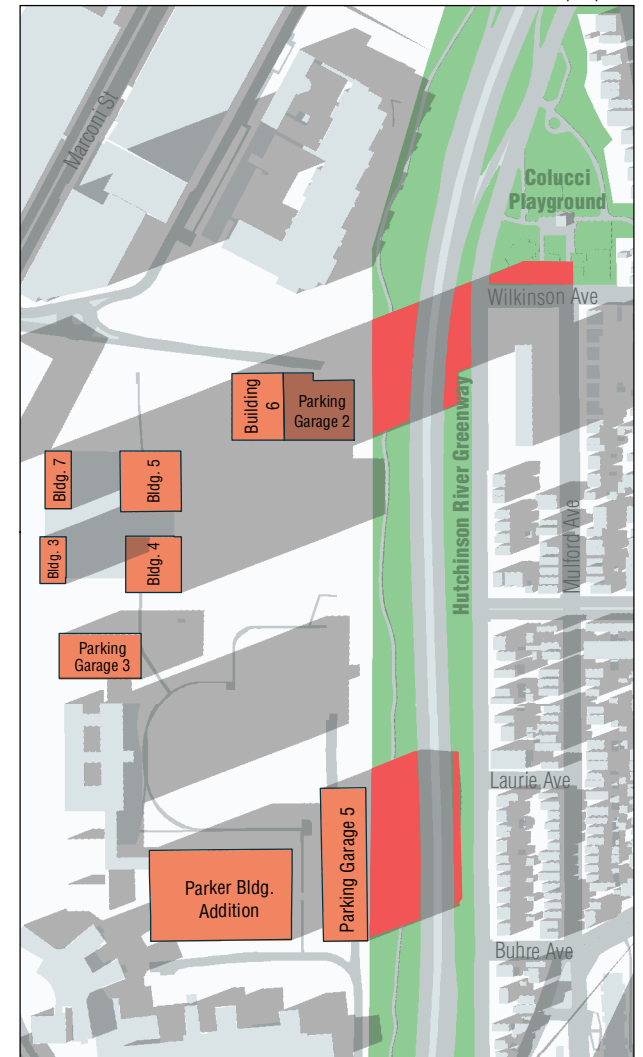 Marconi St
Colucci
Playground
Wilkinson Ave
Building
6
Parking
Garage 2
Hutchinson River Greenway
Bldg. 7
Bldg. 5
Bldg. 3
Bldg. 4
Mulford Ave
Parking
Garage 3
Laurie Ave
Parking Garage 5
Parker Bldg.
Addition
Buhre Ave